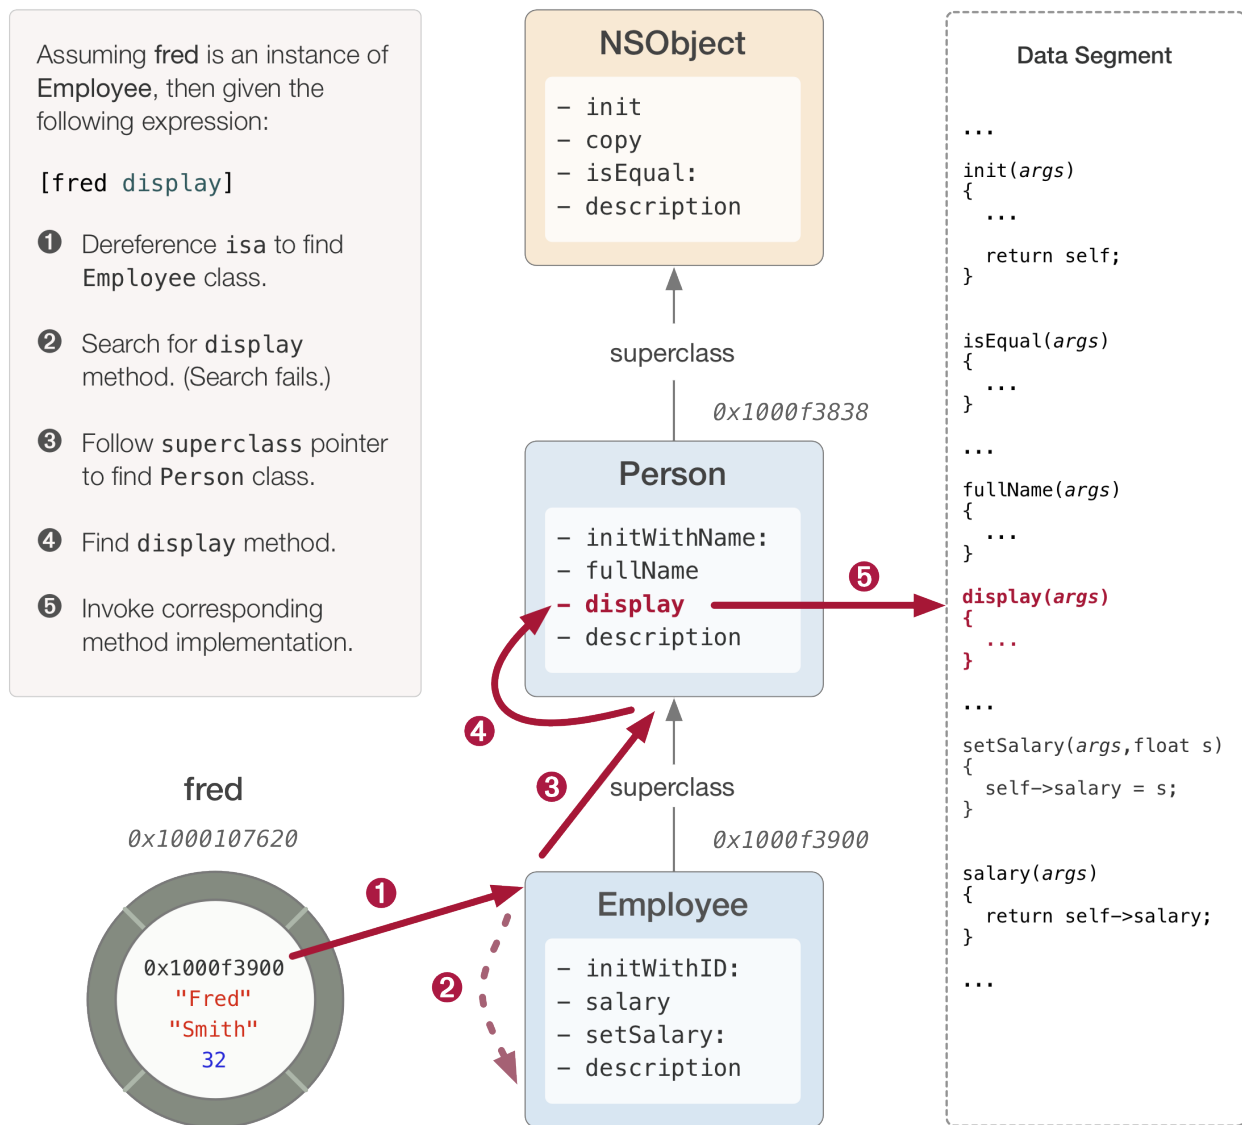 Assuming fred is an instance of
Employee, then given the
following expression:
[fred display]
❶ Dereference isa to find
Employee class.
❷ Search for display
method. (Search fails.)
❸ Follow superclass pointer
to find Person class.
❹ Find display method.
❺ Invoke corresponding
method implementation.
NSObject
– init
– copy
– isEqual:
– description
superclass
0x1000f3838
Person
– initWithName:
– fullName
– display
– description
❺
❹
❸
superclass
0x1000f3900
fred
0x1000107620
❶
0x1000f3900
"Fred"
"Smith"
32
❷
Employee
– initWithID:
– salary
– setSalary:
– description
Data Segment
...
init(args)
{
...
return self;
}
isEqual(args)
{
...
}
...
fullName(args)
{
...
}
display(args)
{
...
}
...
setSalary(args,float s)
{
self->salary = s;
}
salary(args)
{
return self->salary;
}
...